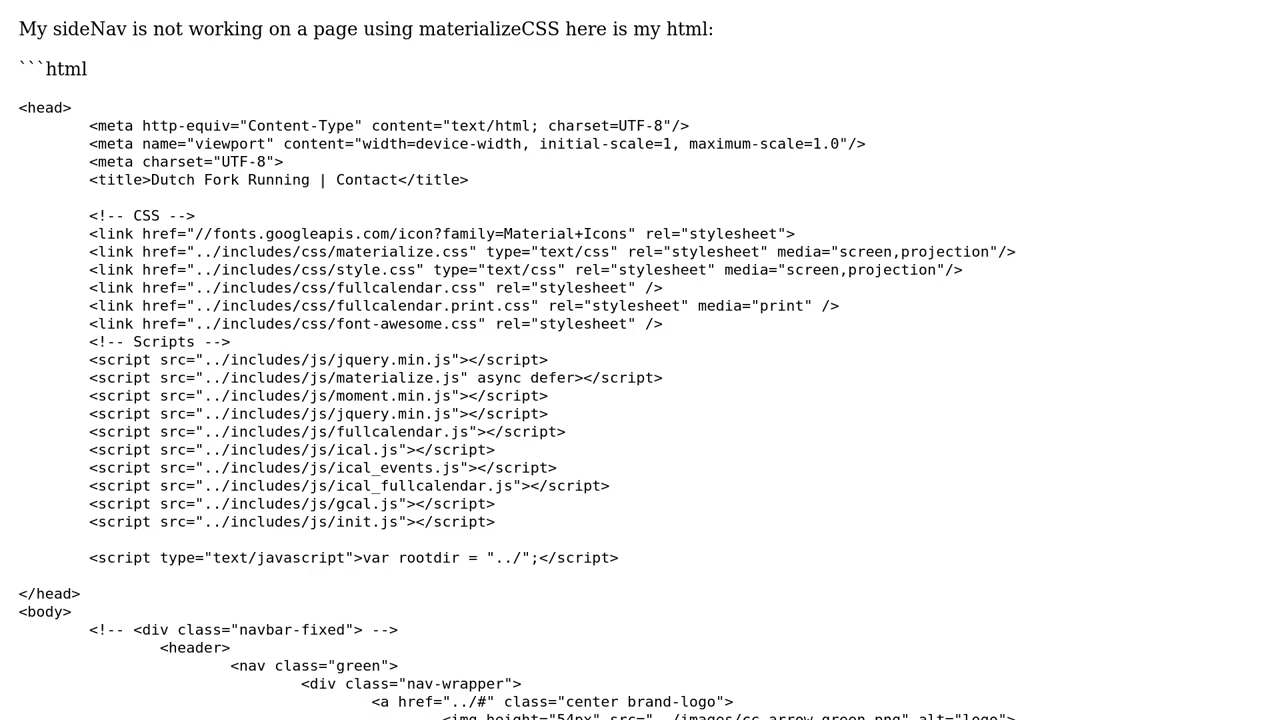 My sideNav is not working on a page using materializeCSS here is my html:
```html
<head>
<meta http-equiv="Content-Type" content="text/html; charset=UTF-8"/>
<meta name="viewport" content="width=device-width, initial-scale=1, maximum-scale=1.0"/>
<meta charset="UTF-8">
<title>Dutch Fork Running | Contact</title>
<!-- CSS -->
<link href="//fonts.googleapis.com/icon?family=Material+Icons" rel="stylesheet">
<link href="../includes/css/materialize.css" type="text/css" rel="stylesheet" media="screen,projection"/>
<link href="../includes/css/style.css" type="text/css" rel="stylesheet" media="screen,projection"/>
<link href="../includes/css/fullcalendar.css" rel="stylesheet" />
<link href="../includes/css/fullcalendar.print.css" rel="stylesheet" media="print" />
<link href="../includes/css/font-awesome.css" rel="stylesheet" />
<!-- Scripts -->
<script src="../includes/js/jquery.min.js"></script>
<script src="../includes/js/materialize.js" async defer></script>
<script src="../includes/js/moment.min.js"></script>
<script src="../includes/js/jquery.min.js"></script>
<script src="../includes/js/fullcalendar.js"></script>
<script src="../includes/js/ical.js"></script>
<script src="../includes/js/ical_events.js"></script>
<script src="../includes/js/ical_fullcalendar.js"></script>
<script src="../includes/js/gcal.js"></script>
<script src="../includes/js/init.js"></script>
<script type="text/javascript">var rootdir = "../";</script>
</head>
<body>
<!-- <div class="navbar-fixed"> -->
<header>
<nav class="green">
<div class="nav-wrapper">
<a href="../#" class="center brand-logo">
<img height="54px" src="../images/cc-arrow-green.png" alt="logo">